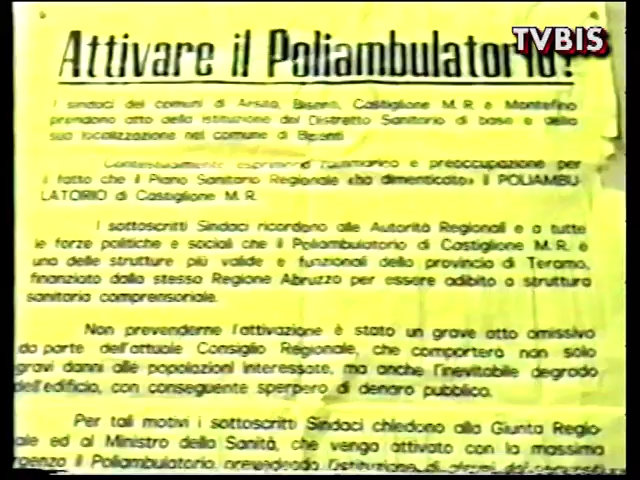 TVBIS
Attivare il Poliambulatorio!
I sindaci dei comuni di Arsita, Bisenti, Castiglione M. R. e Montefino
prendono atto della istituzione del Distretto Sanitario di base e della
sua localizzazione nel comune di Bisenti
Contestualmente esprimono rammarico e preoccupazione per
il fatto che il Piano Sanitario Regionale «ha dimenticato» il POLIAMBU-
LATORIO di Castiglione M. R.
I sottoscritti Sindaci ricordano alle Autorità Regionali e a tutte
le forze politiche e sociali che il Poliambulatorio di Castiglione M. R. è
una delle strutture più valide e funzionali della provincia di Teramo,
finanziato dalla stessa Regione Abruzzo per essere adibito a struttura
sanitaria comprensoriale.
Non prevenderne l'attivazione è stato un grave atto omissivo
da parte dell'attuale Consiglio Regionale, che comporterà non solo
gravi danni alle popolazioni interessate, ma anche l'inevitabile degrado
dell'edificio, con conseguente sperpero di denaro pubblico.
Per tali motivi i sottoscritti Sindaci chiedono alla Giunta Regio-
ale ed al Ministro della Sanità, che venga attivato con la massima
rgenza il Poliambulatorio, prevedendo l'istituzione di